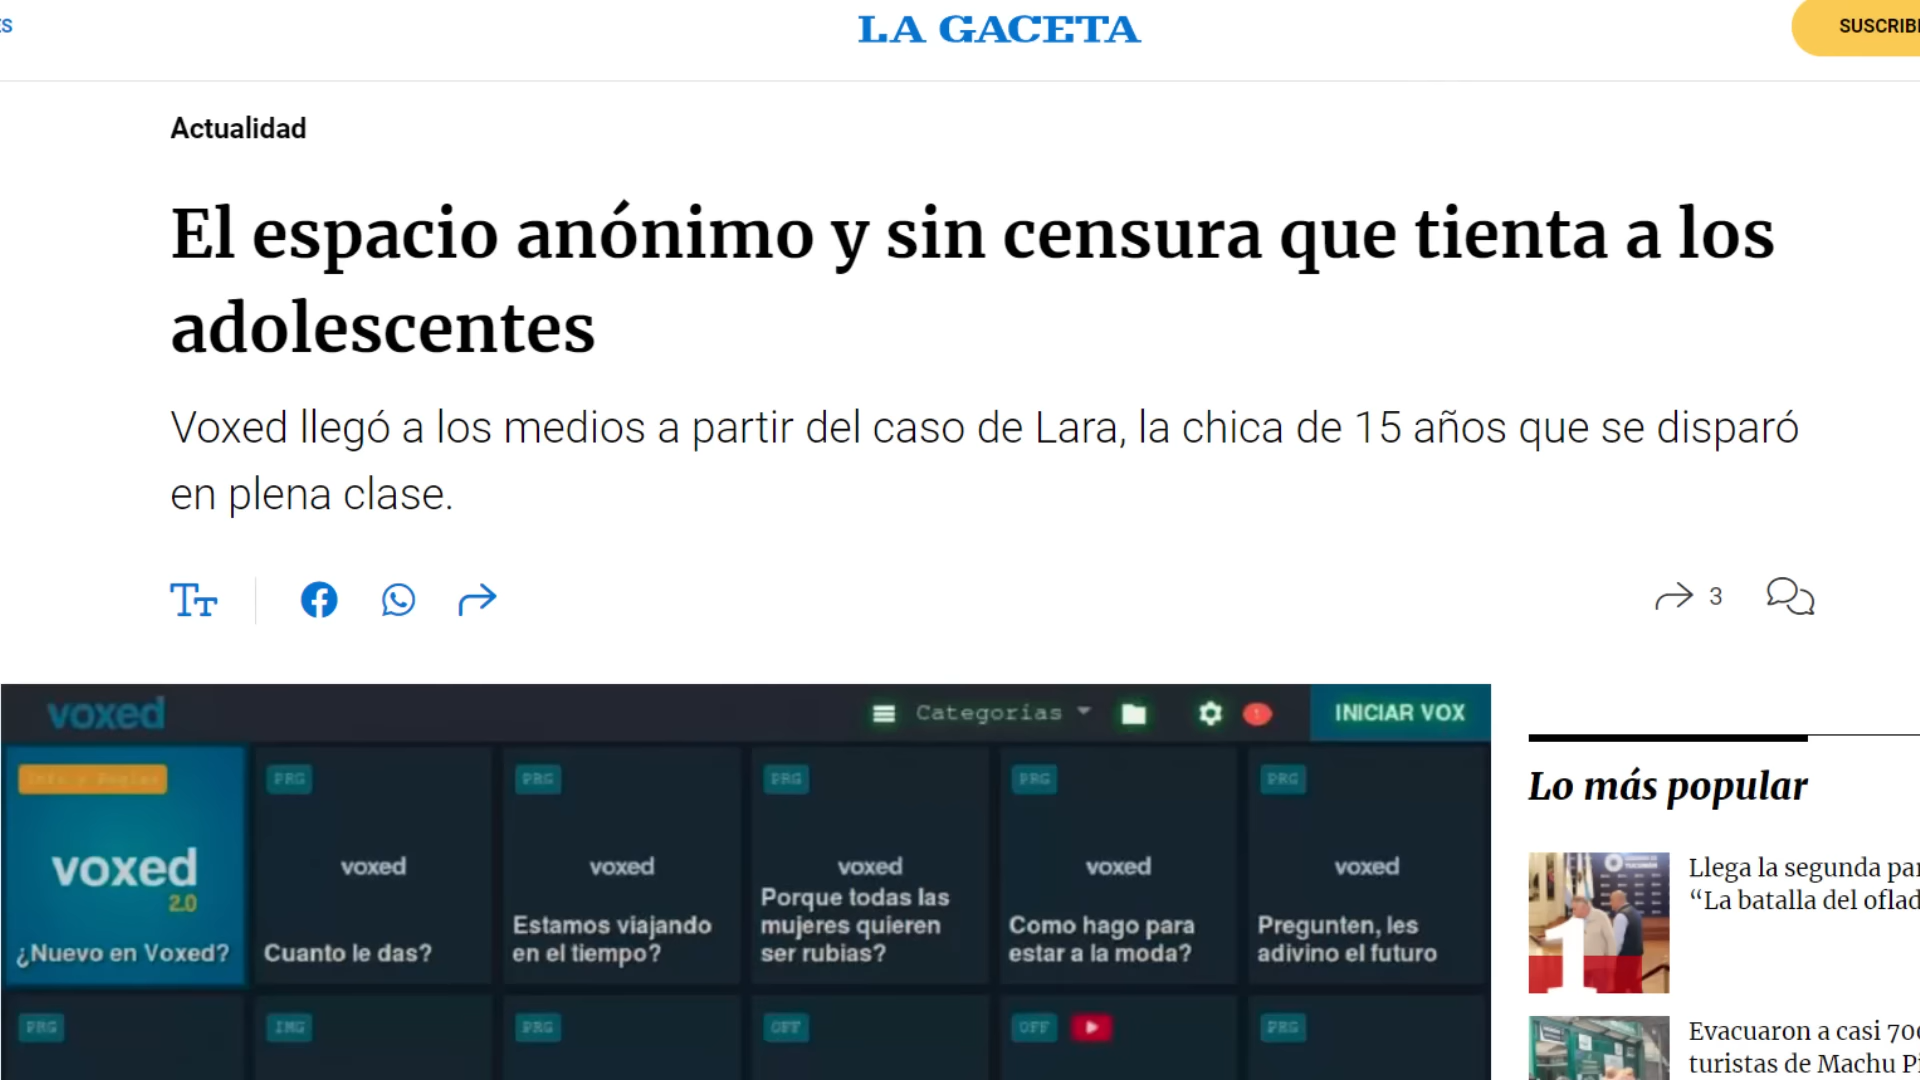 ES
LA GACETA
SUSCRIBI
Actualidad
El espacio anónimo y sin censura que tienta a los
adolescentes
Voxed llegó a los medios a partir del caso de Lara, la chica de 15 años que se disparó
en plena clase.
3
voxed
Categorías
INICIAR VOX
voxed
2.0
¿Nuevo en Voxed?
PRG
voxed
Cuanto le das?
PRG
voxed
Estamos viajando
en el tiempo?
PRG
voxed
Porque todas las
mujeres quieren
ser rubias?
PRG
voxed
Como hago para
estar a la moda?
PRG
voxed
Pregunten, les
adivino el futuro
PRG
IMG
PRG
OFF
OFF
PRG
Lo más popular
1
Llega la segunda par
“La batalla del oflad
Evacuaron a casi 700
turistas de Machu Pi